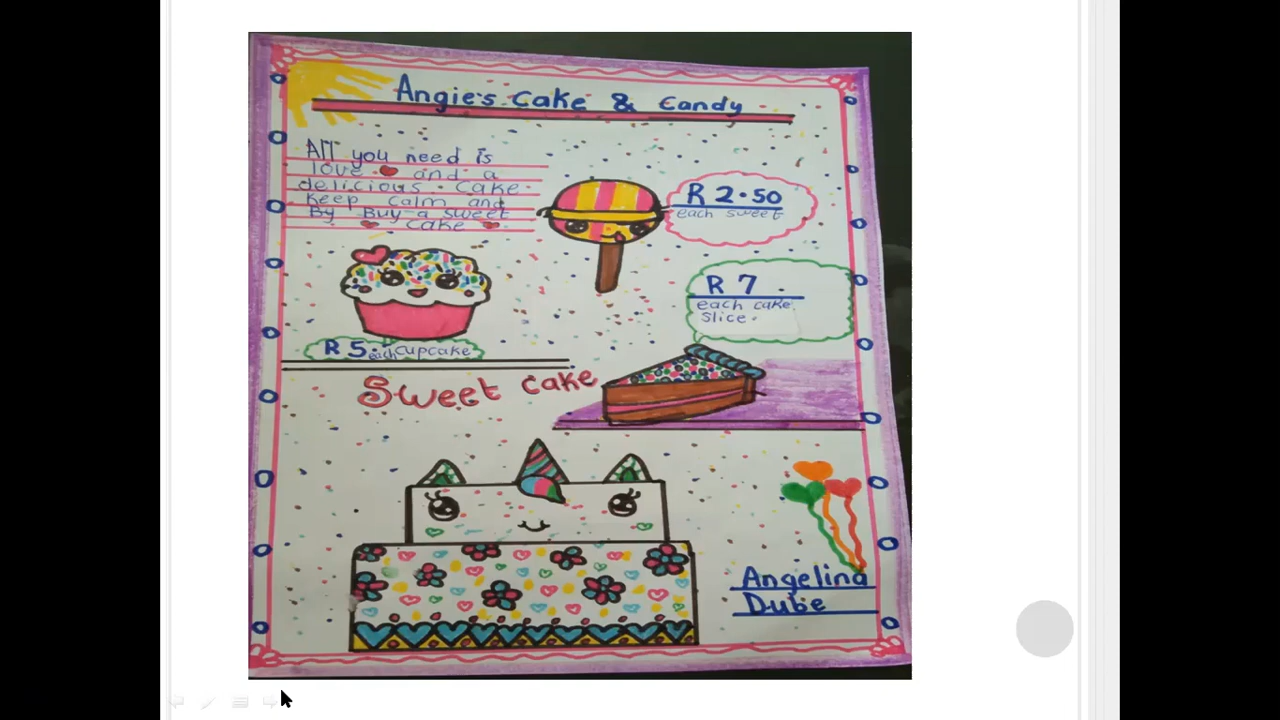 Angie's Cake & Candy
All you need is
love and a
delicious. Cake.
Keep calm and
By Buy-a sweet
cake
R 2.50
each sweet
R 7.
each cake
slice.
R 5. each cupcake
Sweet cake
Angelina
Dube